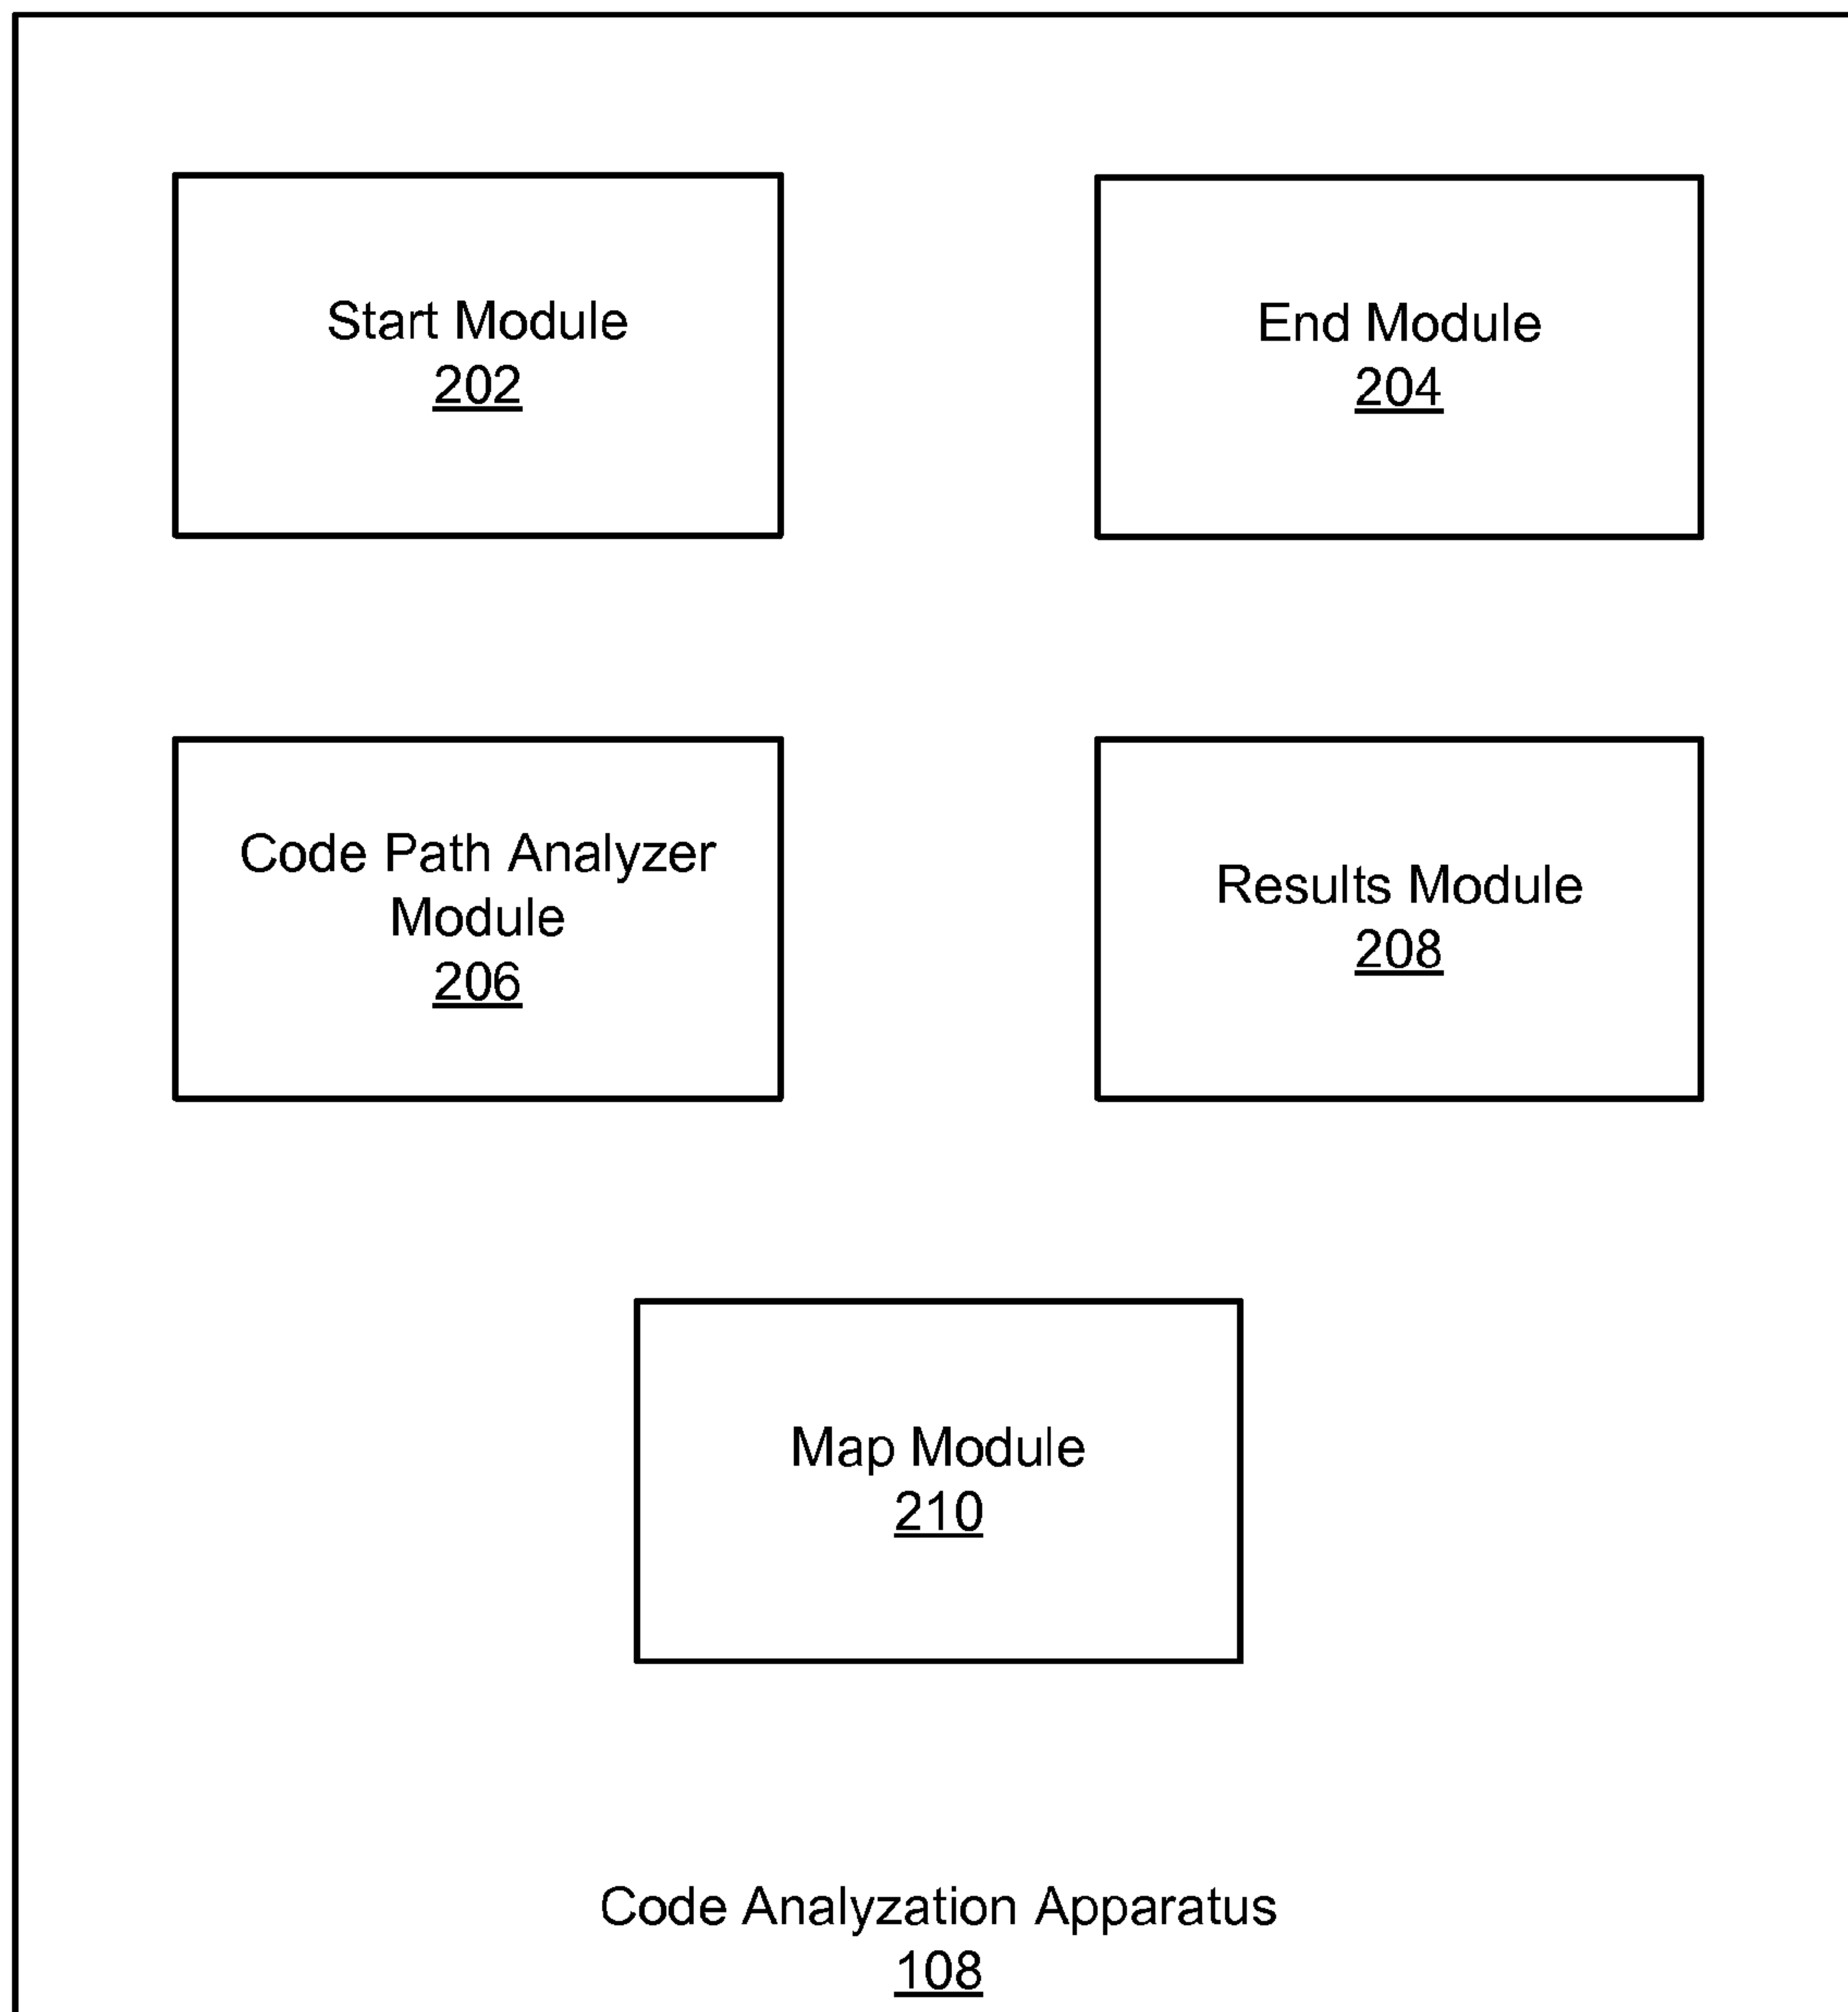 Start Module
202
End Module
204
Code Path Analyzer
Module
206
Results Module
208
Map Module
210
Code Analyzation Apparatus
108